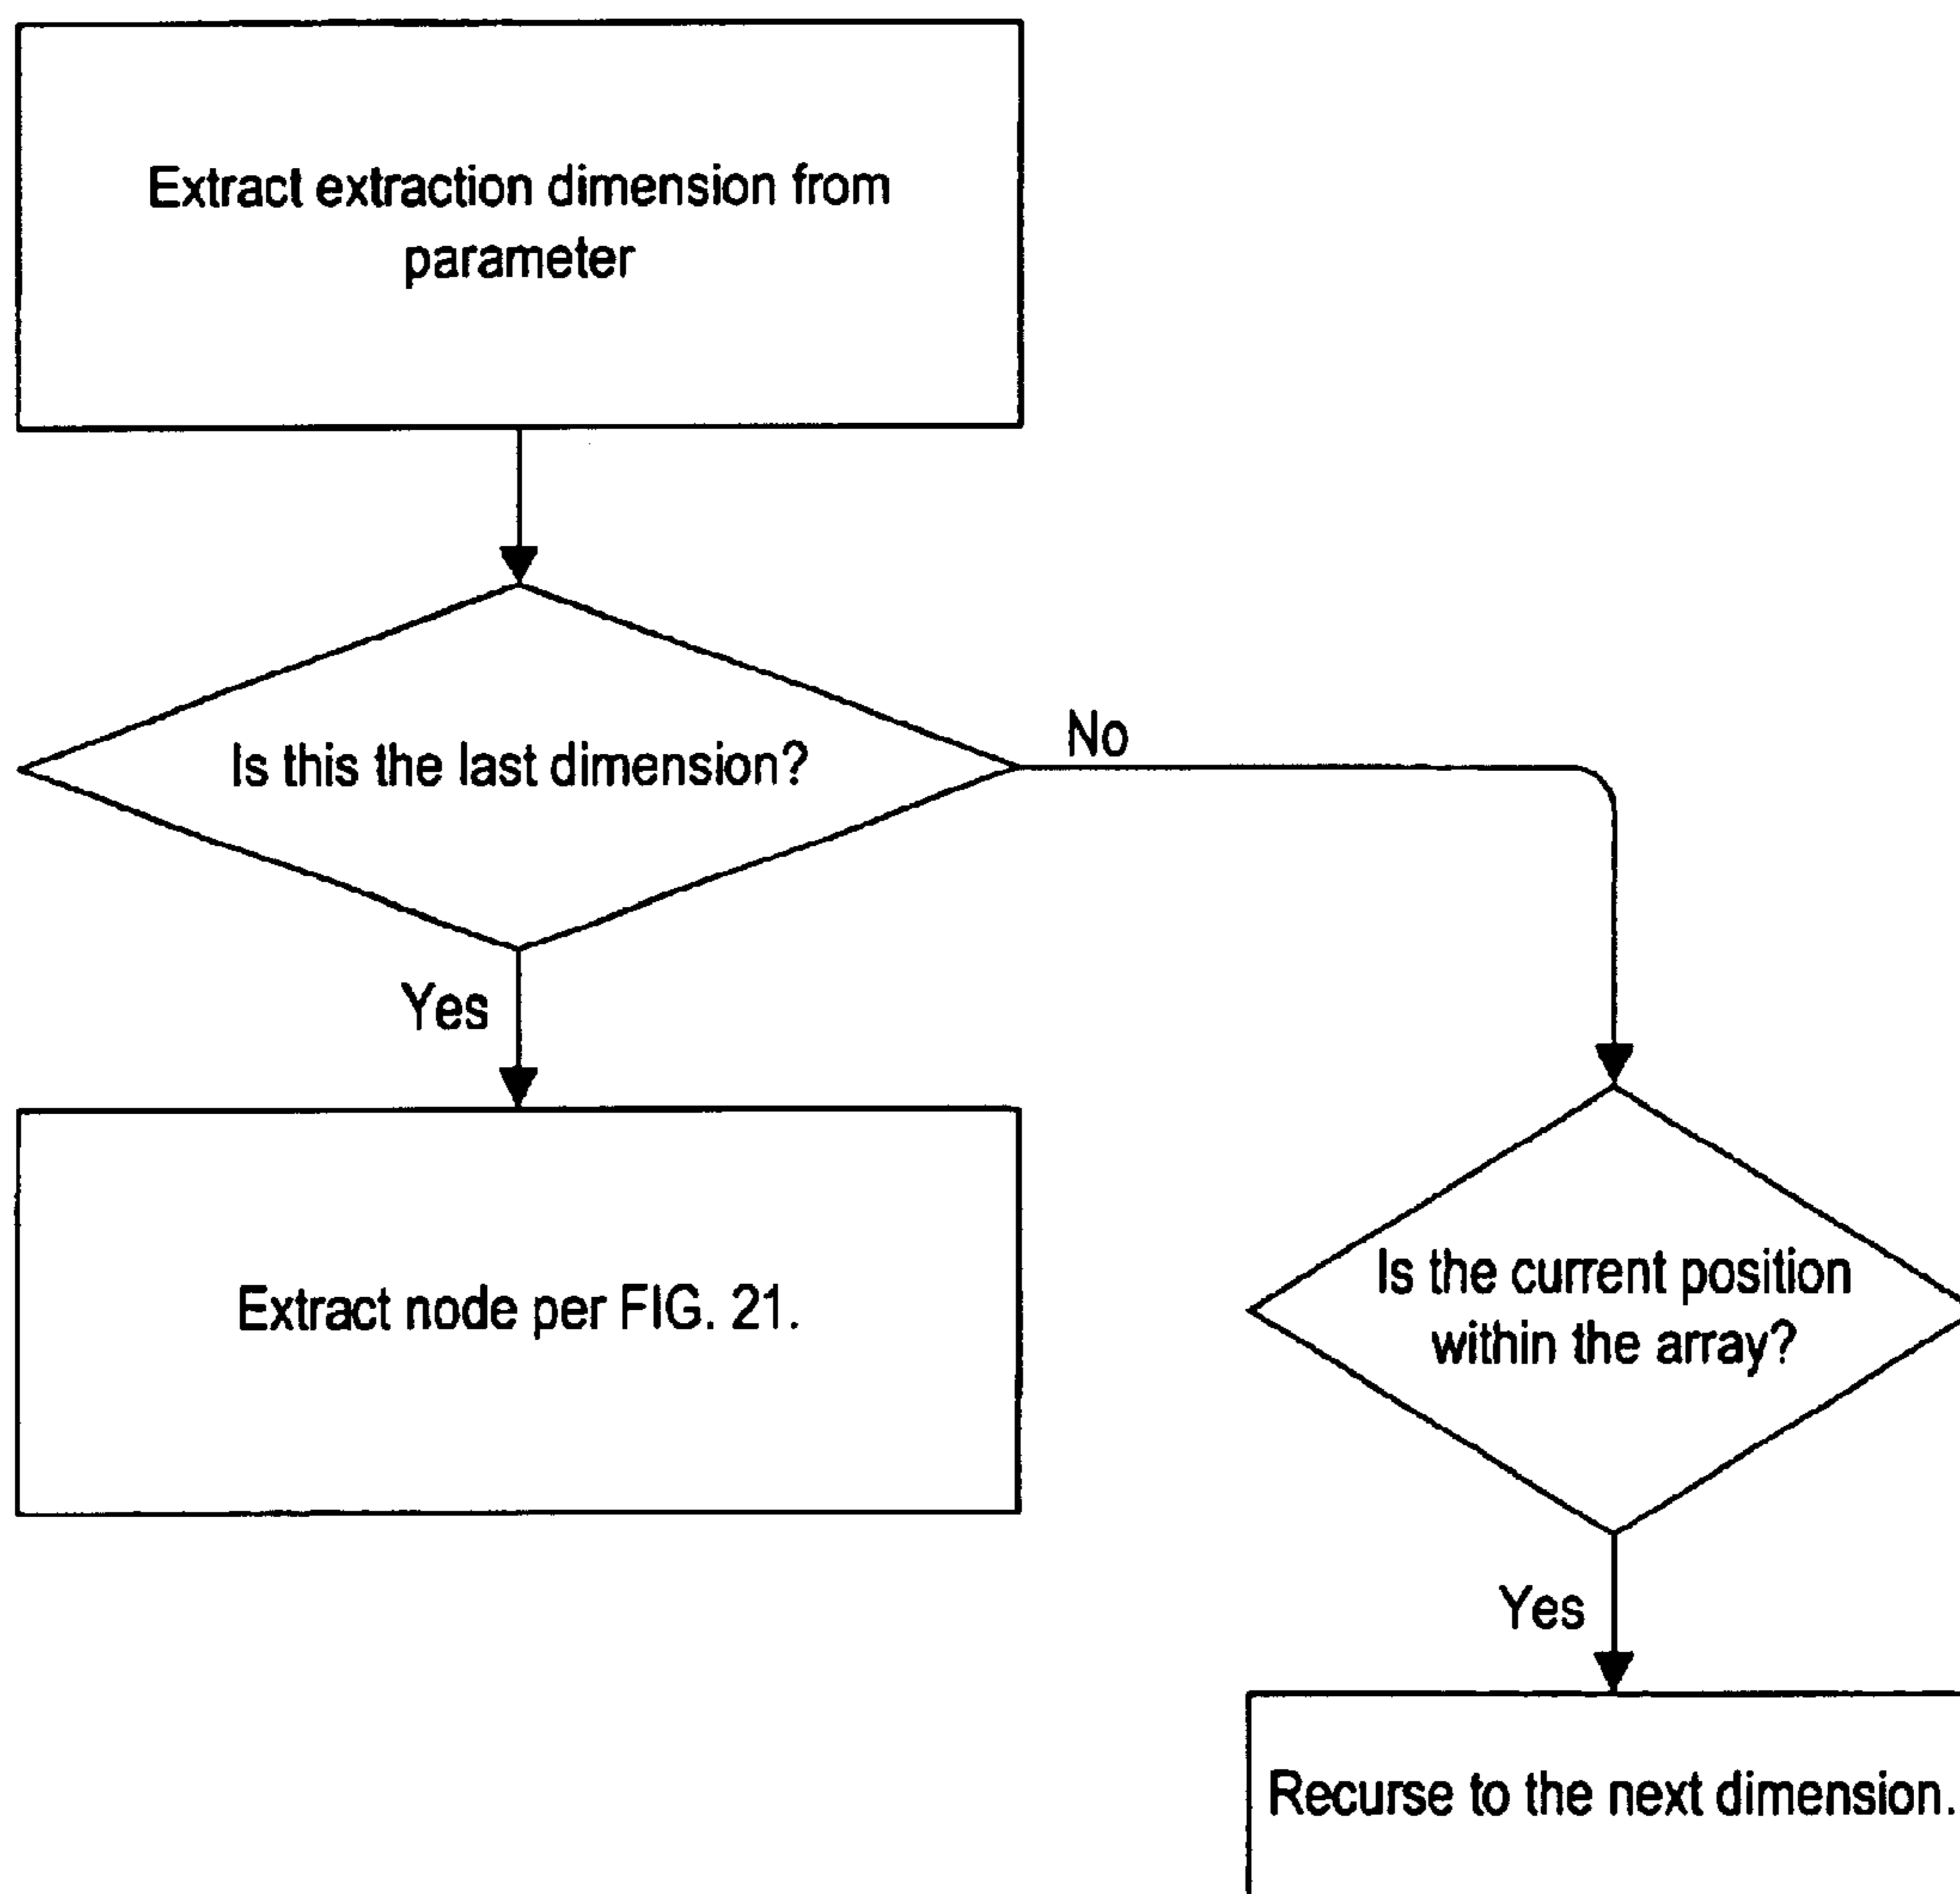 Extract extraction dimension from
parameter
Is this the last dimension?
No
Yes
Extract node per FIG. 21.
Is the current position
within the array?
Yes
Recurse to the next dimension.